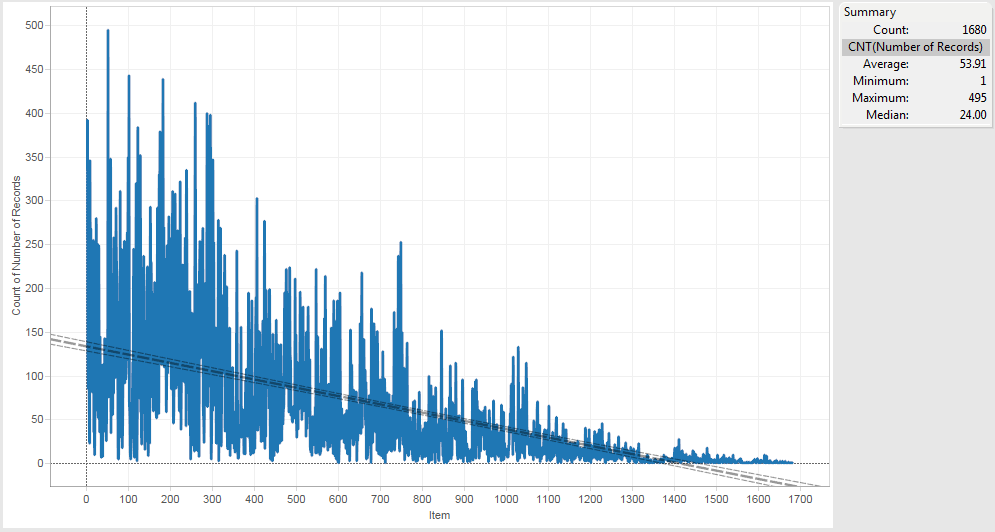 Summary
Count: 1680
CNT(Number of Records)
Average: 53.91
Minimum: 1
Maximum: 495
Median: 24.00
Count of Number of Records
500
450
400
350
300
250
200
150
100
50
0
0 100 200 300 400 500 600 700 800 900 1000 1100 1200 1300 1400 1500 1600 1700
Item